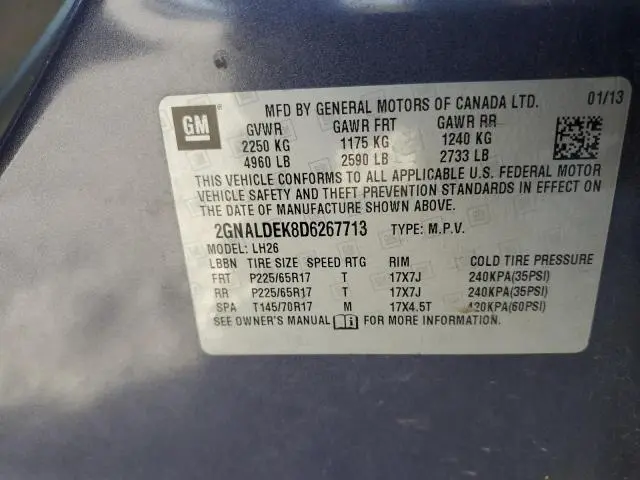 GM
MFD BY GENERAL MOTORS OF CANADA LTD. 01/13
GVWR GAWR FRT GAWR RR
2250 KG 1175 KG 1240 KG
4960 LB 2590 LB 2733 LB
THIS VEHICLE CONFORMS TO ALL APPLICABLE U.S. FEDERAL MOTOR
VEHICLE SAFETY AND THEFT PREVENTION STANDARDS IN EFFECT ON THE
DATE OF MANUFACTURE SHOWN ABOVE.
2GNALDEK8D6267713 TYPE: M.P.V.
MODEL: LH26
LBBN TIRE SIZE SPEED RTG RIM COLD TIRE PRESSURE
FRT P225/65R17 T 17X7J 240KPA(35PSI)
RR P225/65R17 T 17X7J 240KPA(35PSI)
SPA T145/70R17 M 17X4.5T 420KPA(60PSI)
SEE OWNER'S MANUAL FOR MORE INFORMATION.